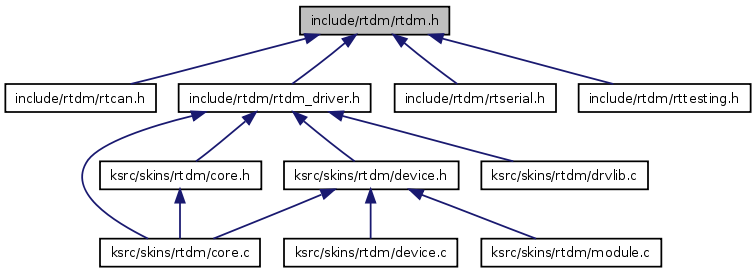 include/rtdm/rtdm.h
include/rtdm/rtcan.h
include/rtdm/rtdm_driver.h
include/rtdm/rtserial.h
include/rtdm/rttesting.h
ksrc/skins/rtdm/core.h
ksrc/skins/rtdm/device.h
ksrc/skins/rtdm/drvlib.c
ksrc/skins/rtdm/core.c
ksrc/skins/rtdm/device.c
ksrc/skins/rtdm/module.c